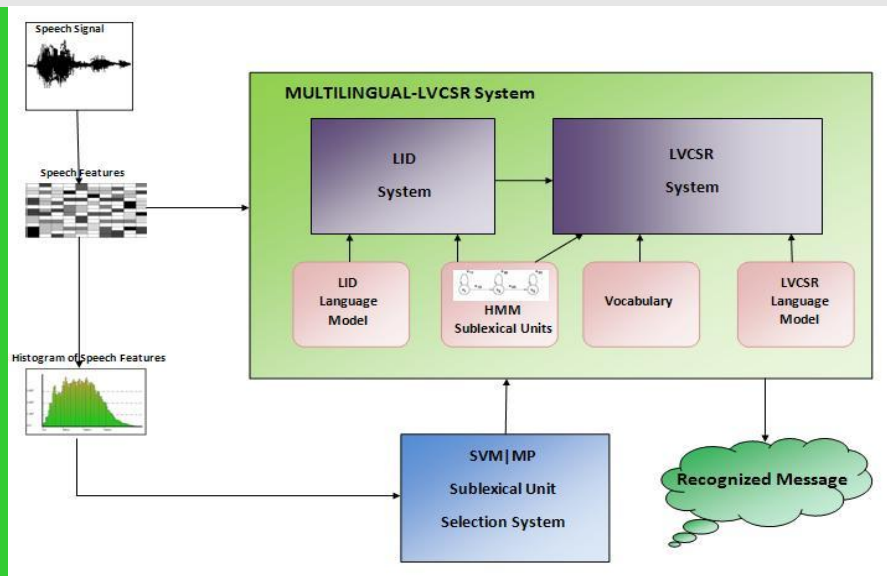 Speech Signal
MULTILINGUAL-LVCSR System
LID
System
LVCSR
System
Speech Features
LID
Language
Model
HMM
Sublexical Units
Vocabulary
LVCSR
Language
Model
Histogram of Speech Features
SVM|MP
Sublexical Unit
Selection System
Recognized Message